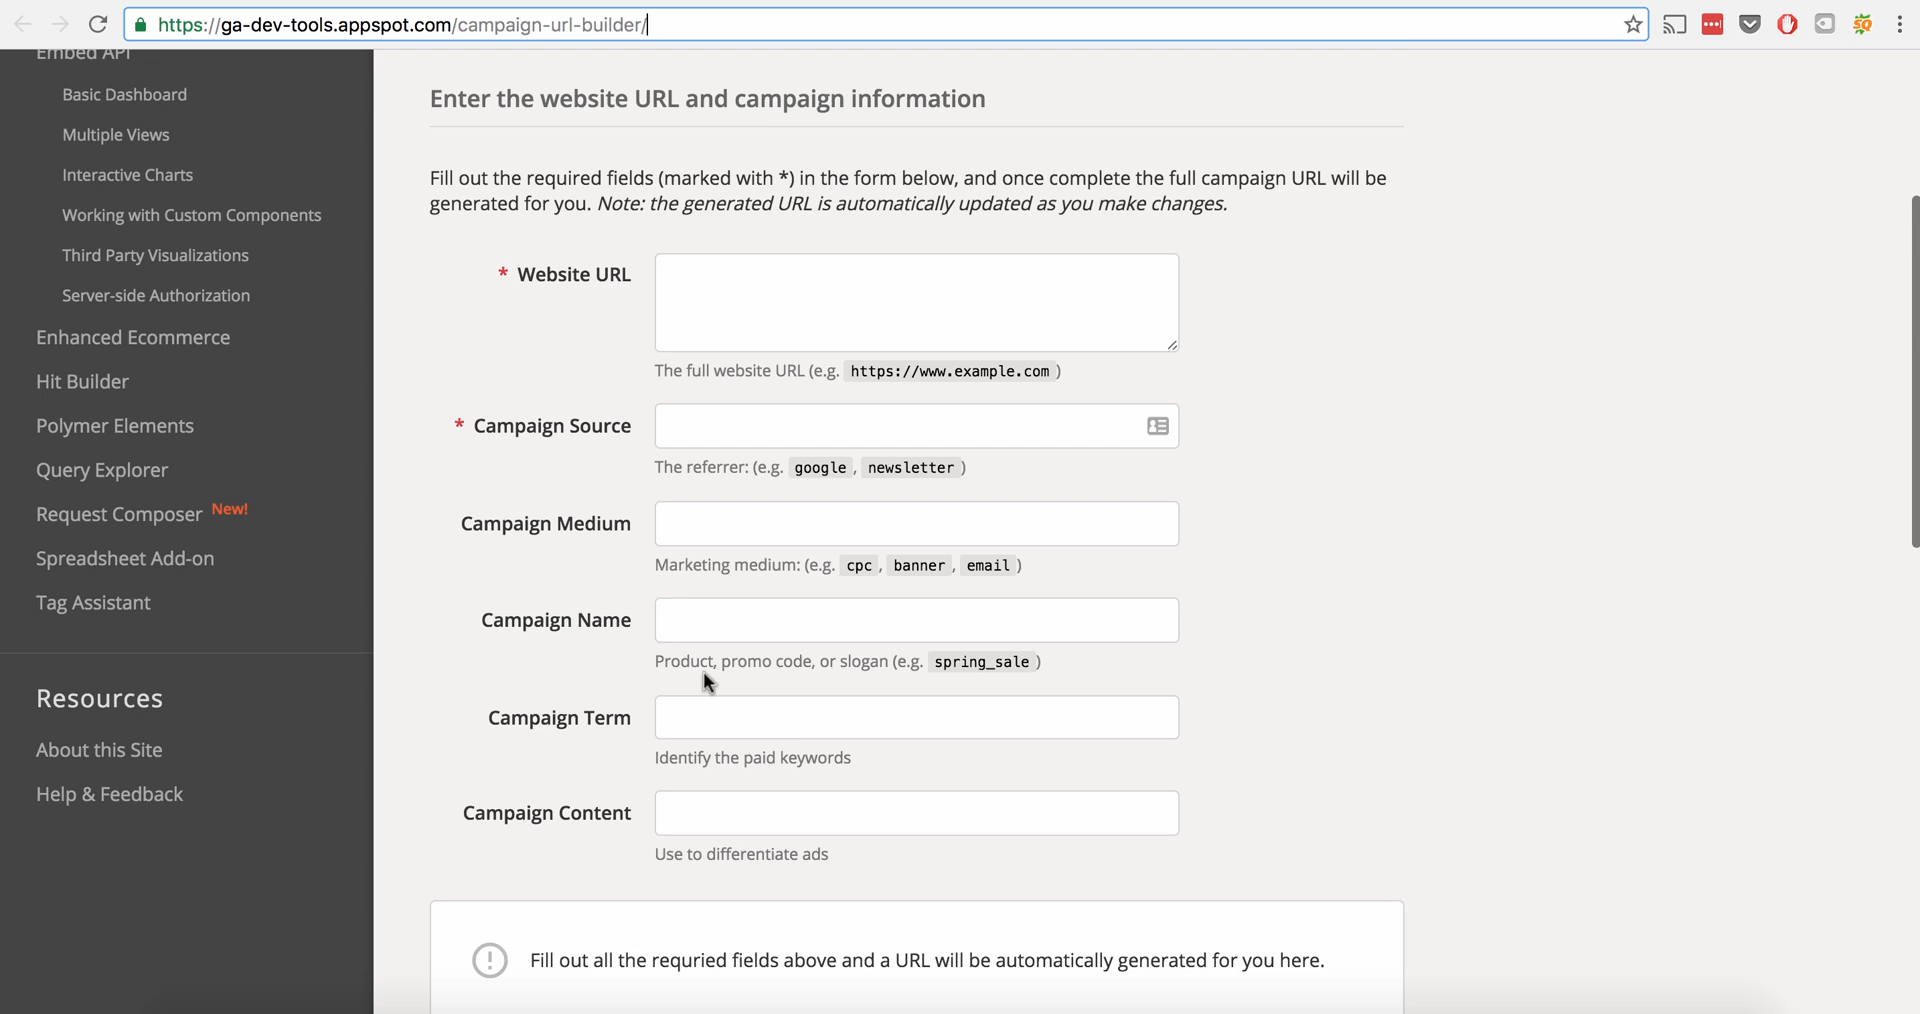 https://ga-dev-tools.appspot.com/campaign-url-builder/
Embed API
Basic Dashboard
Multiple Views
Interactive Charts
Working with Custom Components
Third Party Visualizations
Server-side Authorization
Enhanced Ecommerce
Hit Builder
Polymer Elements
Query Explorer
Request Composer New!
Spreadsheet Add-on
Tag Assistant
Resources
About this Site
Help & Feedback
Enter the website URL and campaign information
Fill out the required fields (marked with *) in the form below, and once complete the full campaign URL will be
generated for you. Note: the generated URL is automatically updated as you make changes.
* Website URL
The full website URL (e.g. https://www.example.com )
* Campaign Source
The referrer: (e.g. google , newsletter )
Campaign Medium
Marketing medium: (e.g. cpc , banner , email )
Campaign Name
Product, promo code, or slogan (e.g. spring_sale )
Campaign Term
Identify the paid keywords
Campaign Content
Use to differentiate ads
Fill out all the requried fields above and a URL will be automatically generated for you here.